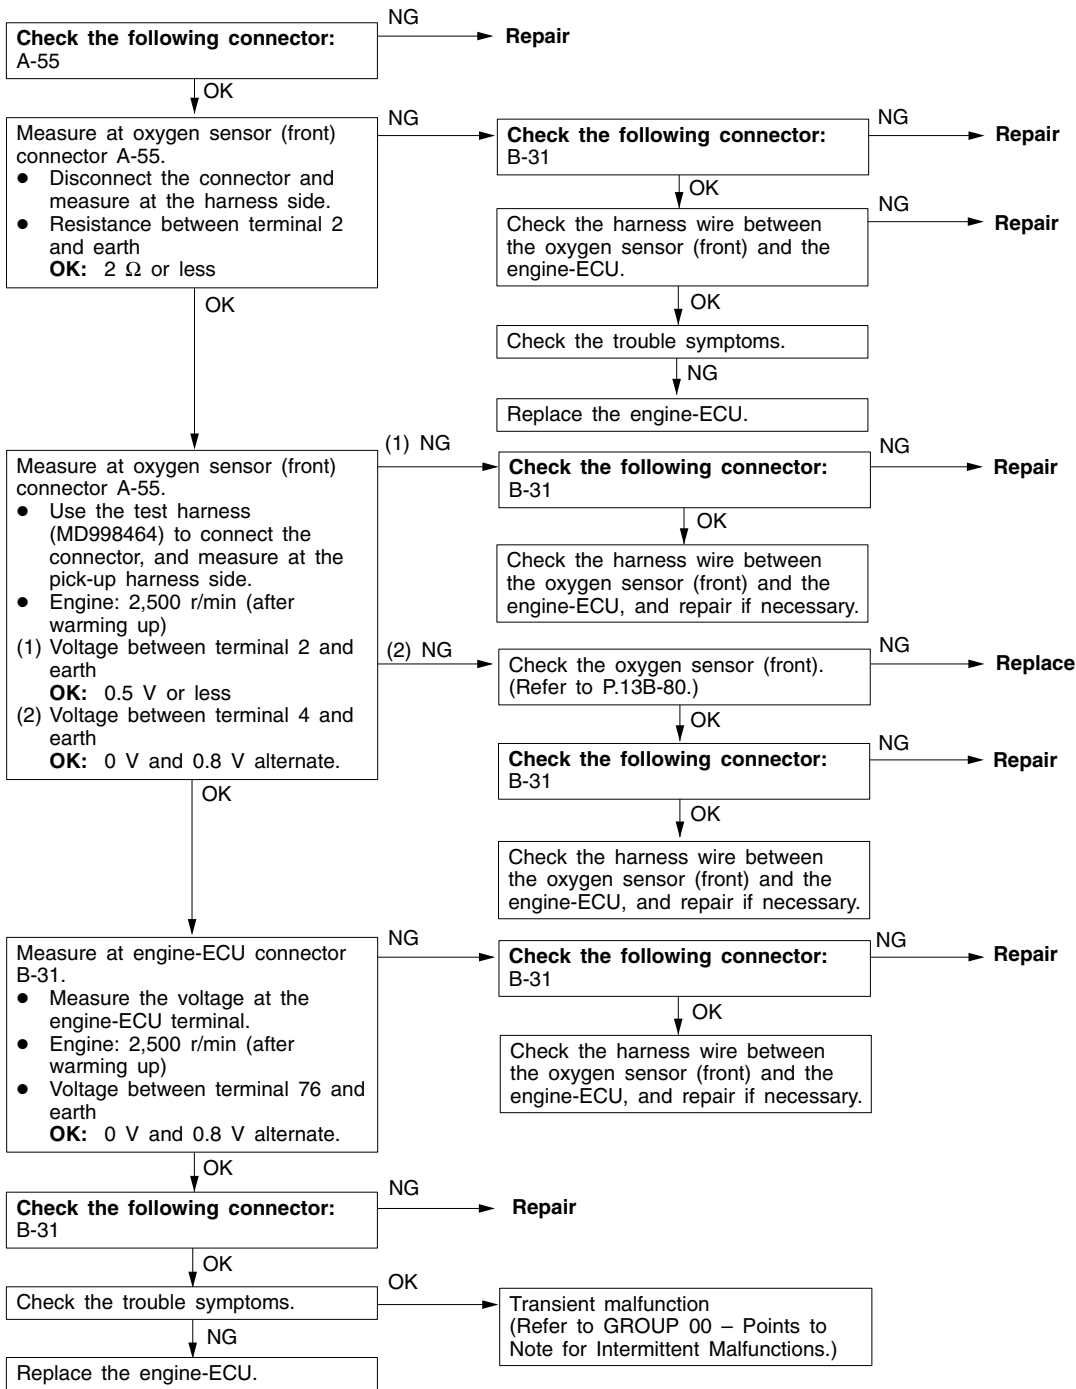 NG
Check the following connector:
A-55
Repair
OK
Measure at oxygen sensor (front)
connector A-55.
● Disconnect the connector and
measure at the harness side.
● Resistance between terminal 2
and earth
OK: 2 Ω or less
NG
Check the following connector:
B-31
NG
Repair
OK
Check the harness wire between
the oxygen sensor (front) and the
engine-ECU.
NG
Repair
OK
Check the trouble symptoms.
NG
Replace the engine-ECU.
OK
Measure at oxygen sensor (front)
connector A-55.
● Use the test harness
(MD998464) to connect the
connector, and measure at the
pick-up harness side.
● Engine: 2,500 r/min (after
warming up)
(1) Voltage between terminal 2 and
earth
OK: 0.5 V or less
(2) Voltage between terminal 4 and
earth
OK: 0 V and 0.8 V alternate.
(1) NG
Check the following connector:
B-31
NG
Repair
OK
Check the harness wire between
the oxygen sensor (front) and the
engine-ECU, and repair if necessary.
(2) NG
Check the oxygen sensor (front).
(Refer to P.13B-80.)
NG
Replace
OK
Check the following connector:
B-31
NG
Repair
OK
Check the harness wire between
the oxygen sensor (front) and the
engine-ECU, and repair if necessary.
OK
Measure at engine-ECU connector
B-31.
● Measure the voltage at the
engine-ECU terminal.
● Engine: 2,500 r/min (after
warming up)
● Voltage between terminal 76 and
earth
OK: 0 V and 0.8 V alternate.
NG
Check the following connector:
B-31
NG
Repair
OK
Check the harness wire between
the oxygen sensor (front) and the
engine-ECU, and repair if necessary.
OK
Check the following connector:
B-31
NG
Repair
OK
Check the trouble symptoms.
OK
Transient malfunction
(Refer to GROUP 00 – Points to
Note for Intermittent Malfunctions.)
NG
Replace the engine-ECU.